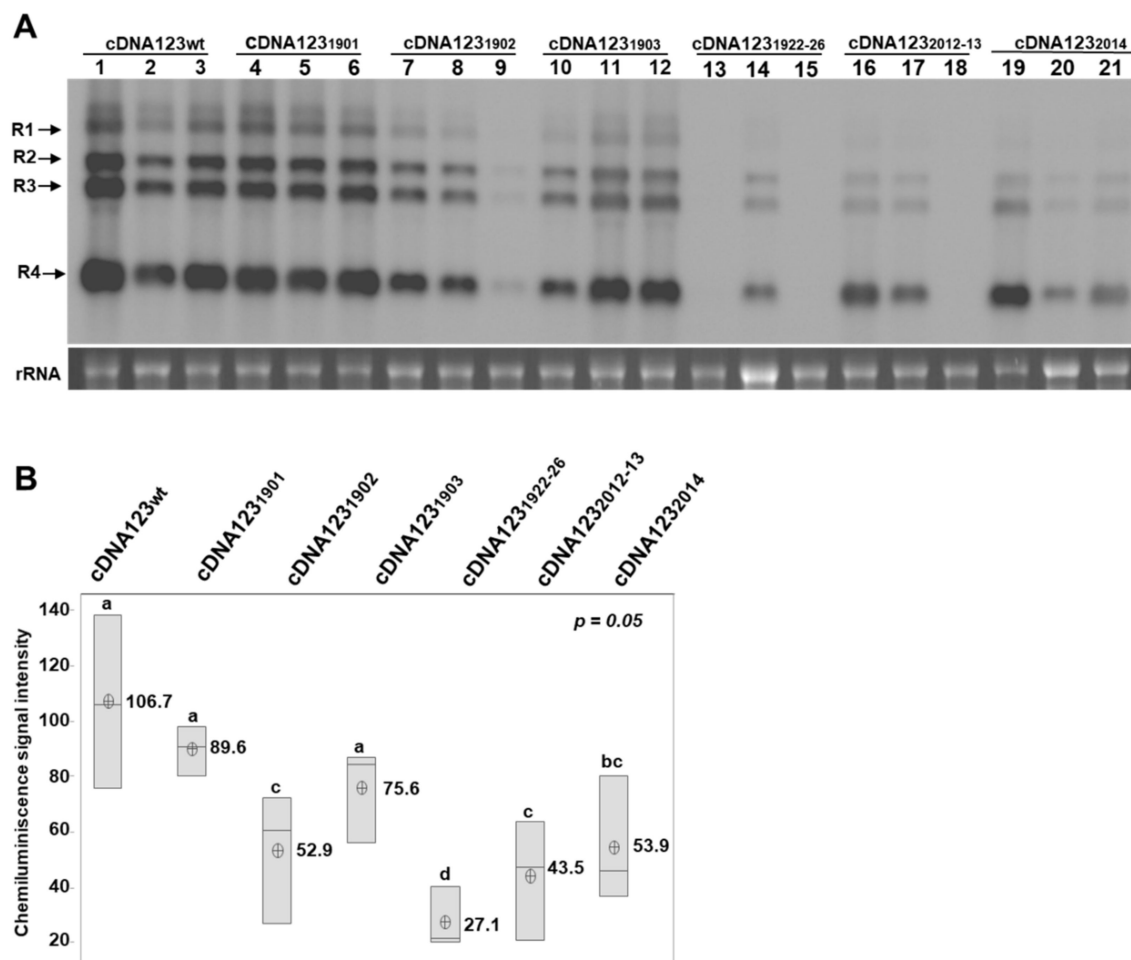 A
cDNA123wt cDNA1231901 cDNA1231902 cDNA1231903 cDNA1231922-26 cDNA1232012-13 cDNA1232014
1 2 3 4 5 6 7 8 9 10 11 12 13 14 15 16 17 18 19 20 21
R1
R2
R3
R4
rRNA
B
cDNA123wt cDNA1231901 cDNA1231902 cDNA1231903 cDNA1231922-26 cDNA1232012-13 cDNA1232014
Chemiluminiscence signal intensity
140
120
100
80
60
40
20
p = 0.05
a
106.7
a
89.6
c
52.9
a
75.6
d
27.1
c
43.5
bc
53.9